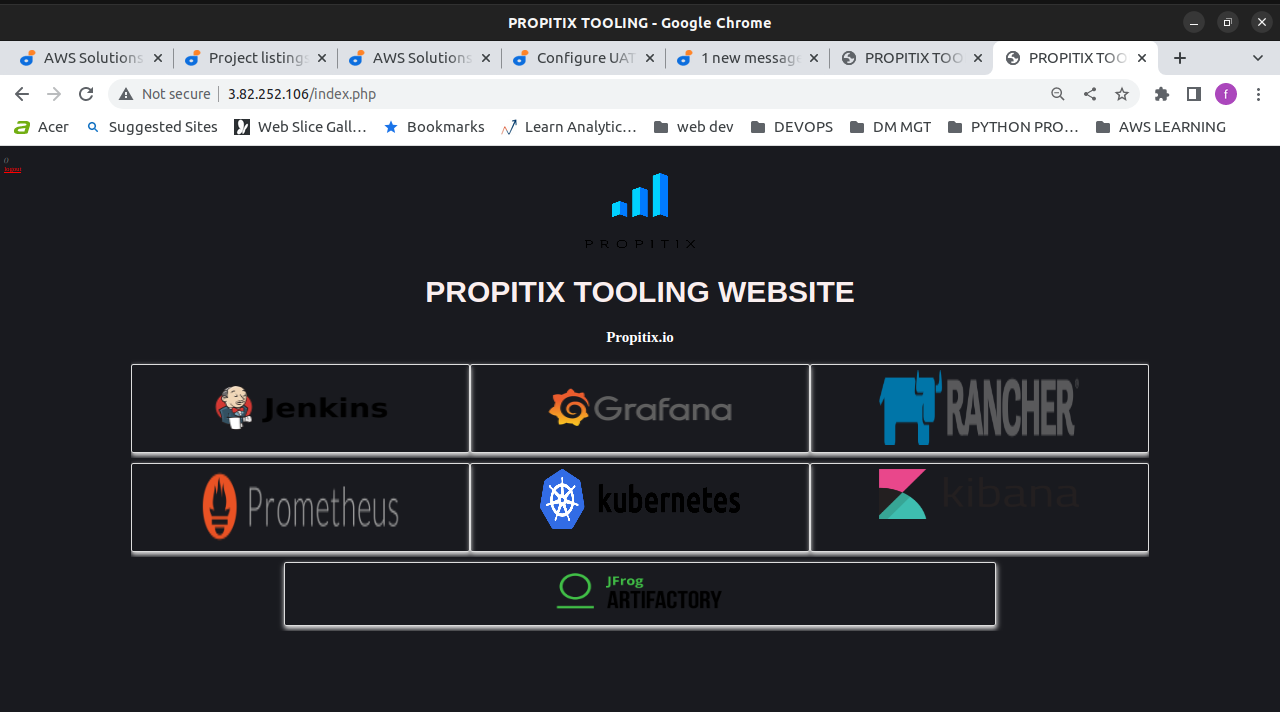 PROPITIX TOOLING - Google Chrome
AWS Solutions
Project listings
AWS Solutions
Configure UAT
1 new message
PROPITIX TOO
PROPITIX TOO
Not secure
3.82.252.106/index.php
f
Acer
Suggested Sites
Web Slice Gall...
Bookmarks
Learn Analytic...
web dev
DEVOPS
DM MGT
PYTHON PRO...
AWS LEARNING
()
logout
PROPITIX
PROPITIX TOOLING WEBSITE
Propitix.io
Jenkins
Grafana
RANCHER®
Prometheus
kubernetes
kibana
JFrog
ARTIFACTORY